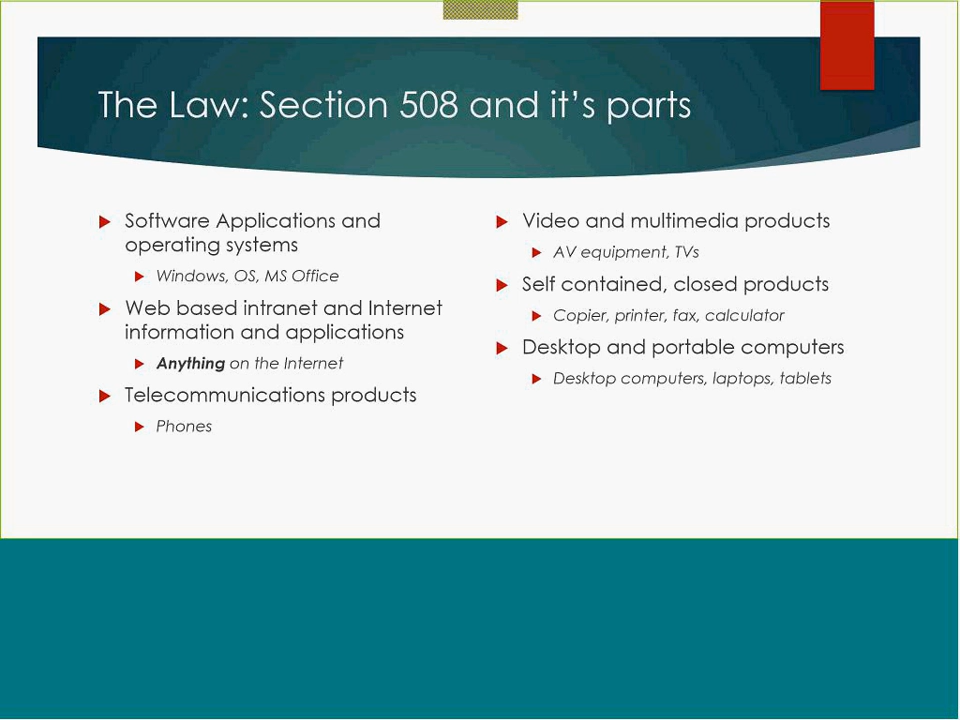 The Law: Section 508 and it’s parts
Software Applications and
operating systems
Windows, OS, MS Office
Web based intranet and Internet
information and applications
Anything on the Internet
Telecommunications products
Phones
Video and multimedia products
AV equipment, TVs
Self contained, closed products
Copier, printer, fax, calculator
Desktop and portable computers
Desktop computers, laptops, tablets